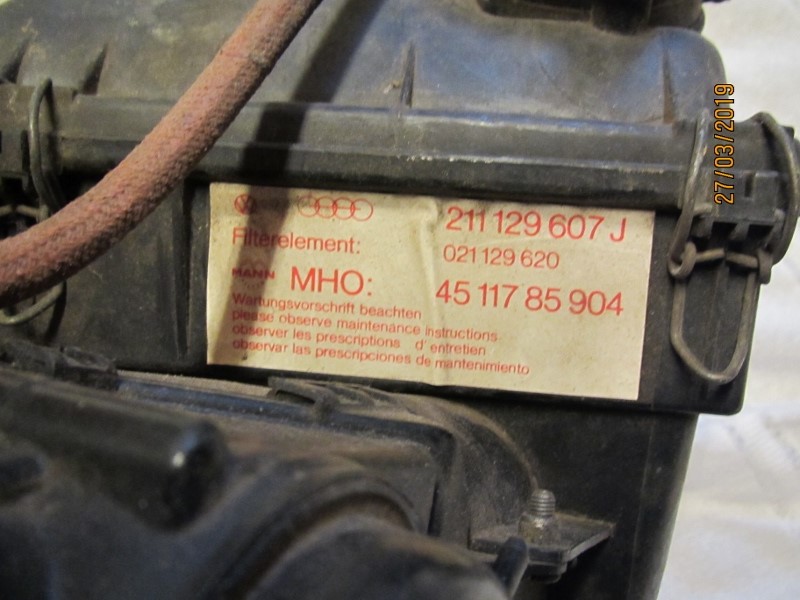 211 129 607 J
Filterelement: 021 129 620
MANN MHO: 45 117 85 904
Wartungsvorschrift beachten
please observe maintenance instructions.
observer les prescriptions d' entretien
observar las prescripciones de mantenimiento
27/03/2019